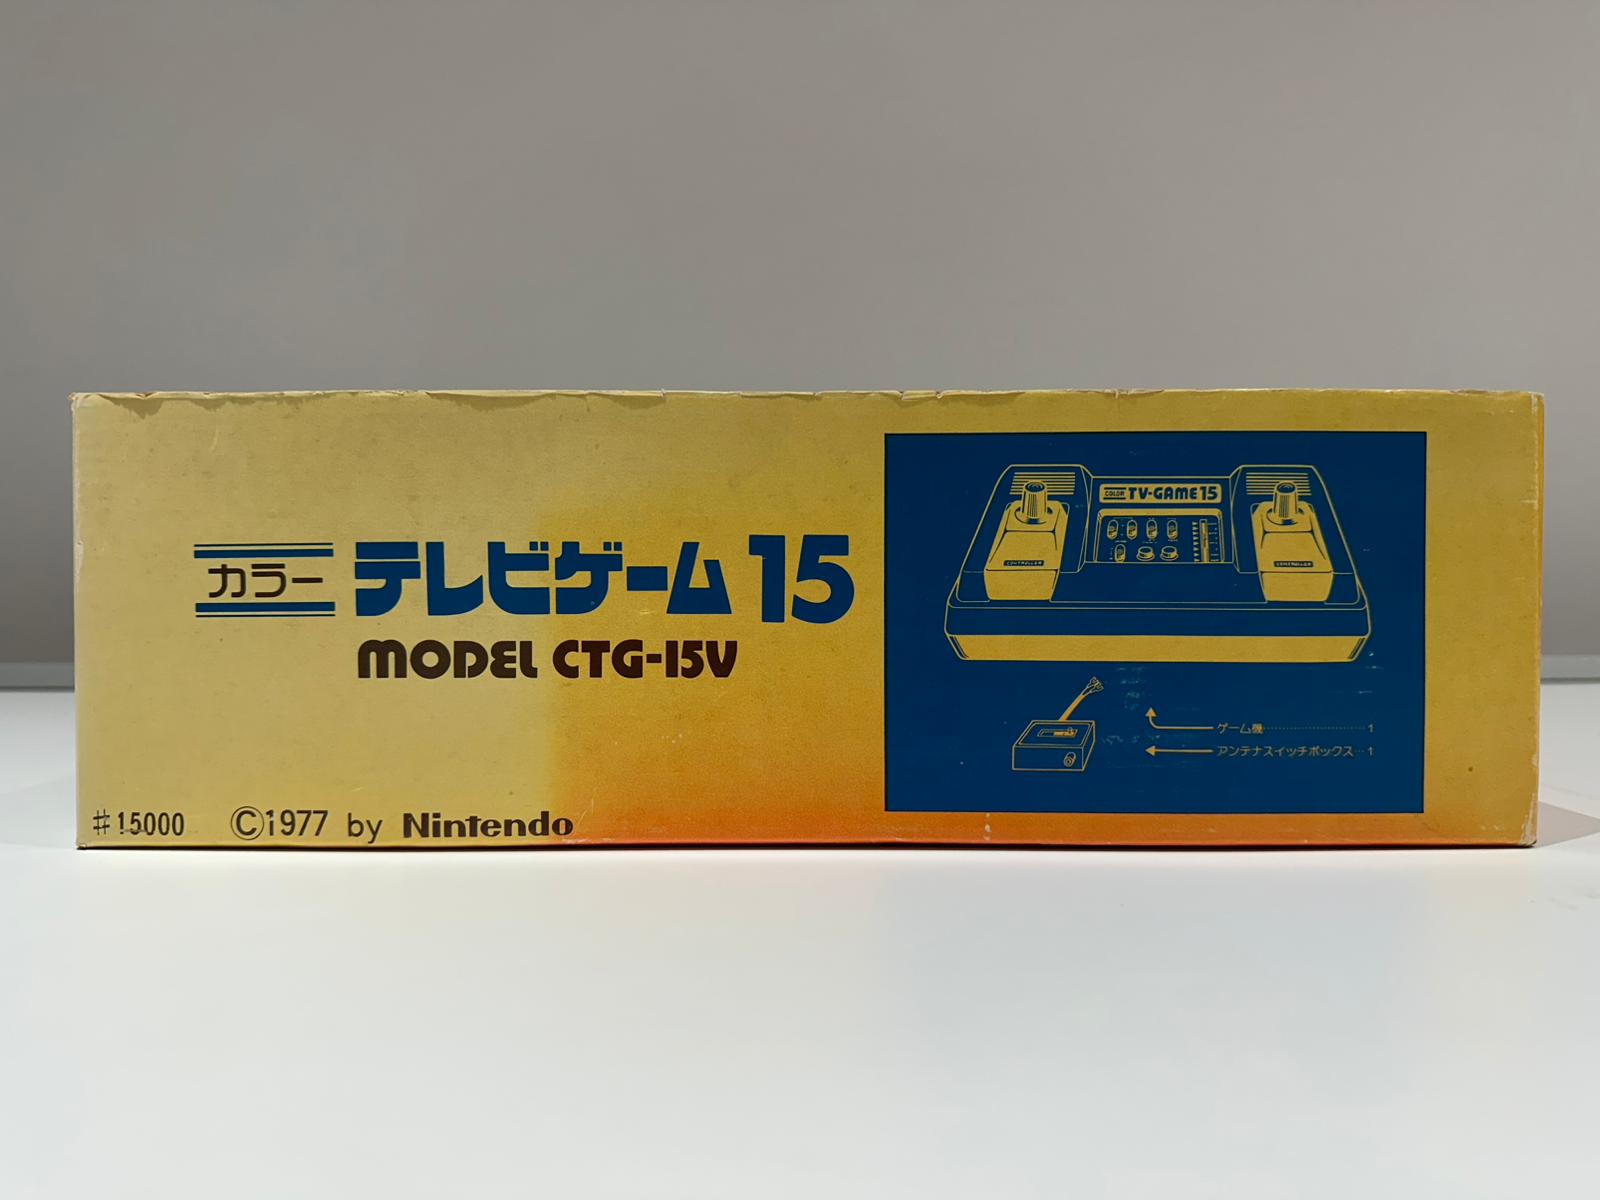 カラー テレビゲーム 15
MODEL CTG-15V
#15000 ©1977 by Nintendo
COLOR TV-GAME 15
CONTROLLER CONTROLLER
ゲーム機……………………1
アンテナスイッチボックス…1